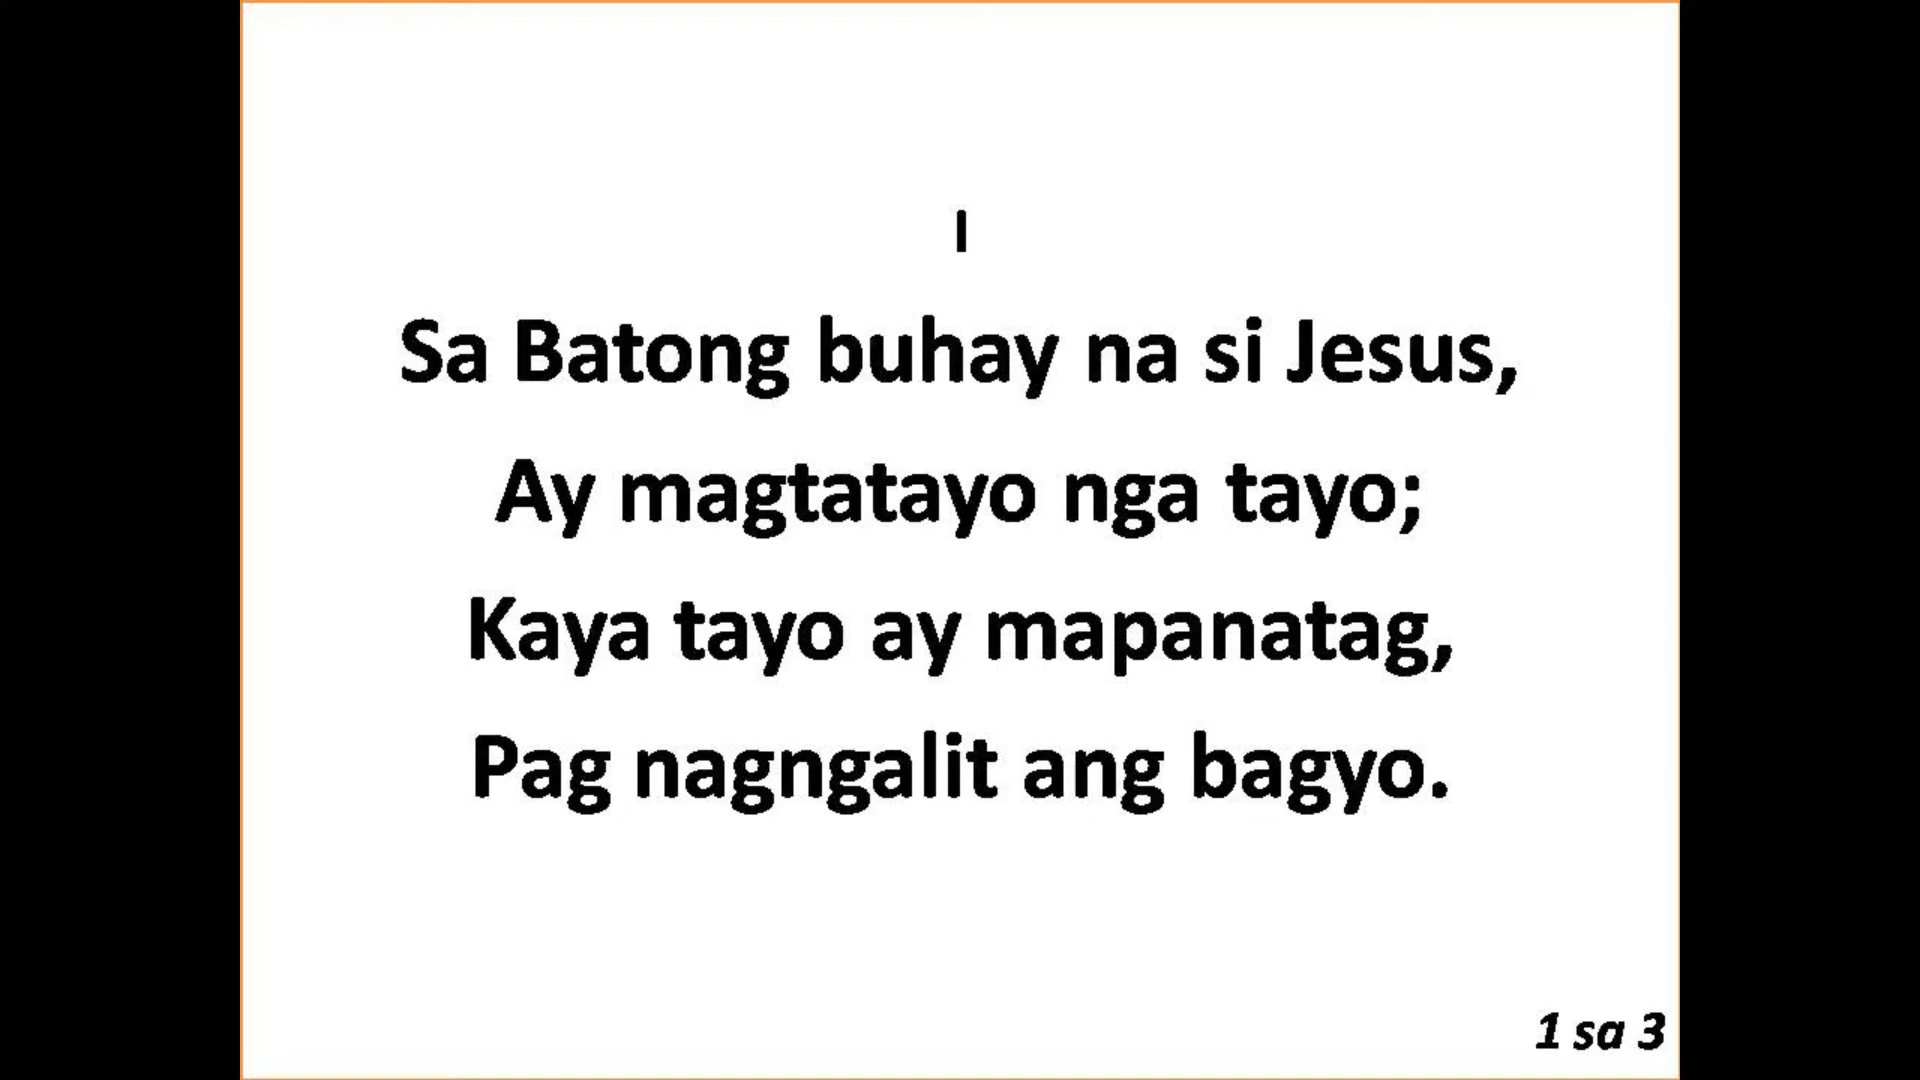 I
Sa Batong buhay na si Jesus,
Ay magtatayo nga tayo;
Kaya tayo ay mapanatag,
Pag nagngalit ang bagyo.
1 sa 3